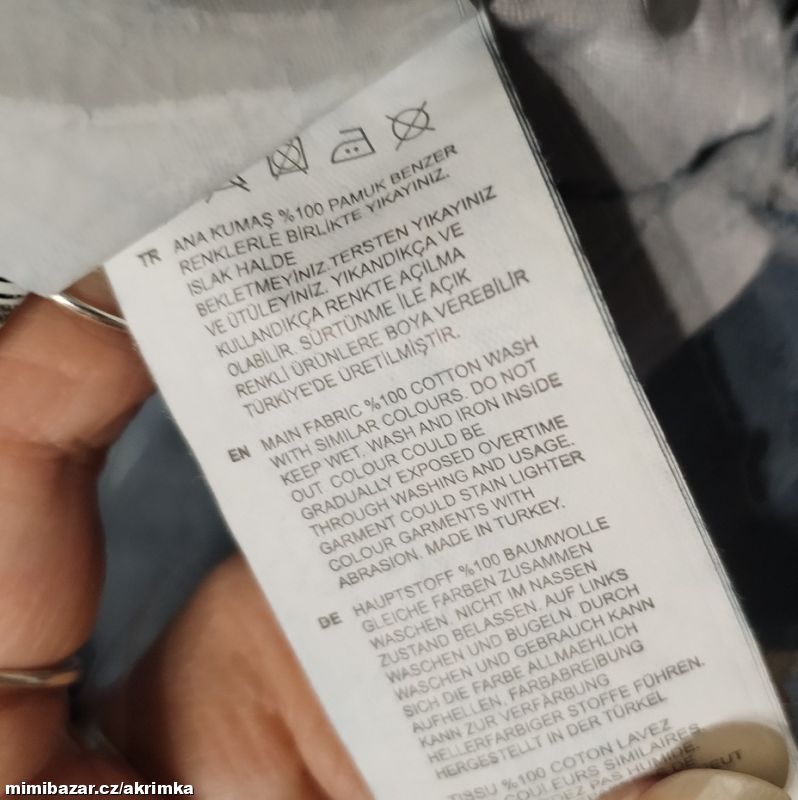 TR ANA KUMAŞ %100 PAMUK BENZER
RENKLERLE BİRLİKTE YIKAYINIZ.
ISLAK HALDE
BEKLETMEYİNİZ.TERSTEN YIKAYINIZ
VE ÜTÜLEYİNİZ. YIKANDIKÇA VE
KULLANDIKÇA RENKTE AÇILMA
OLABİLİR. SÜRTÜNME İLE AÇIK
RENKLİ ÜRÜNLERE BOYA VEREBİLİR
TÜRKİYE'DE ÜRETİLMİŞTİR.
EN MAIN FABRIC %100 COTTON WASH
WITH SIMILAR COLOURS. DO NOT
KEEP WET. WASH AND IRON INSIDE
OUT. COLOUR COULD BE
GRADUALLY EXPOSED OVERTIME
THROUGH WASHING AND USAGE.
GARMENT COULD STAIN LIGHTER
COLOUR GARMENTS WITH
ABRASION. MADE IN TURKEY.
DE HAUPTSTOFF %100 BAUMWOLLE
GLEICHE FARBEN ZUSAMMEN
WASCHEN. NICHT IM NASSEN
ZUSTAND BELASSEN. AUF LINKS
WASCHEN UND BUGELN. DURCH
WASCHEN UND GEBRAUCH KANN
SICH DIE FARBE ALLMAEHLICH
AUFHELLEN, FARBABREIBUNG
KANN ZUR VERFÄRBUNG
HELLERFARBIGER STOFFE FÜHREN.
HERGESTELLT IN DER TÜRKEL
TISSU %100 COTON LAVEZ
COULEURS SIMILAIRES.
PAS HUMIDE.
PEUT
mimibazar.cz/akrimka